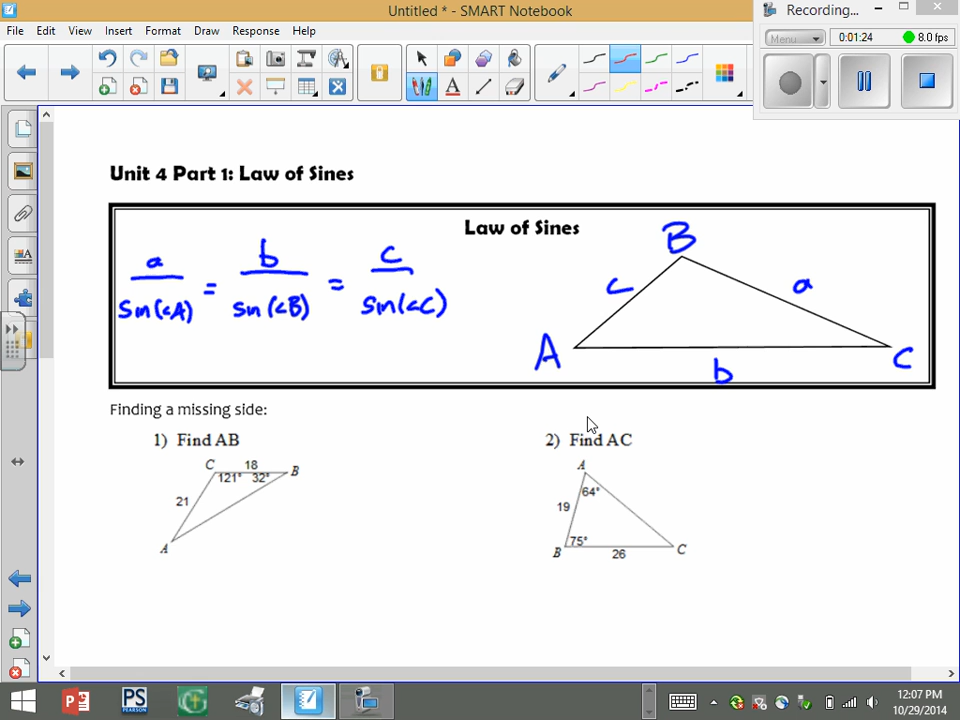 Untitled * - SMART Notebook
Recording...
File Edit View Insert Format Draw Response Help
Menu
0:01:24
8.0 fps
Unit 4 Part 1: Law of Sines
Law of Sines
a/sin(∠A) = b/sin(∠B) = c/sin(∠C)
B
c
a
A
b
C
Finding a missing side:
1) Find AB
C 18 B
121° 32°
21
A
2) Find AC
A
64°
19
75°
B 26 C
PS
PEARSON
12:07 PM
10/29/2014